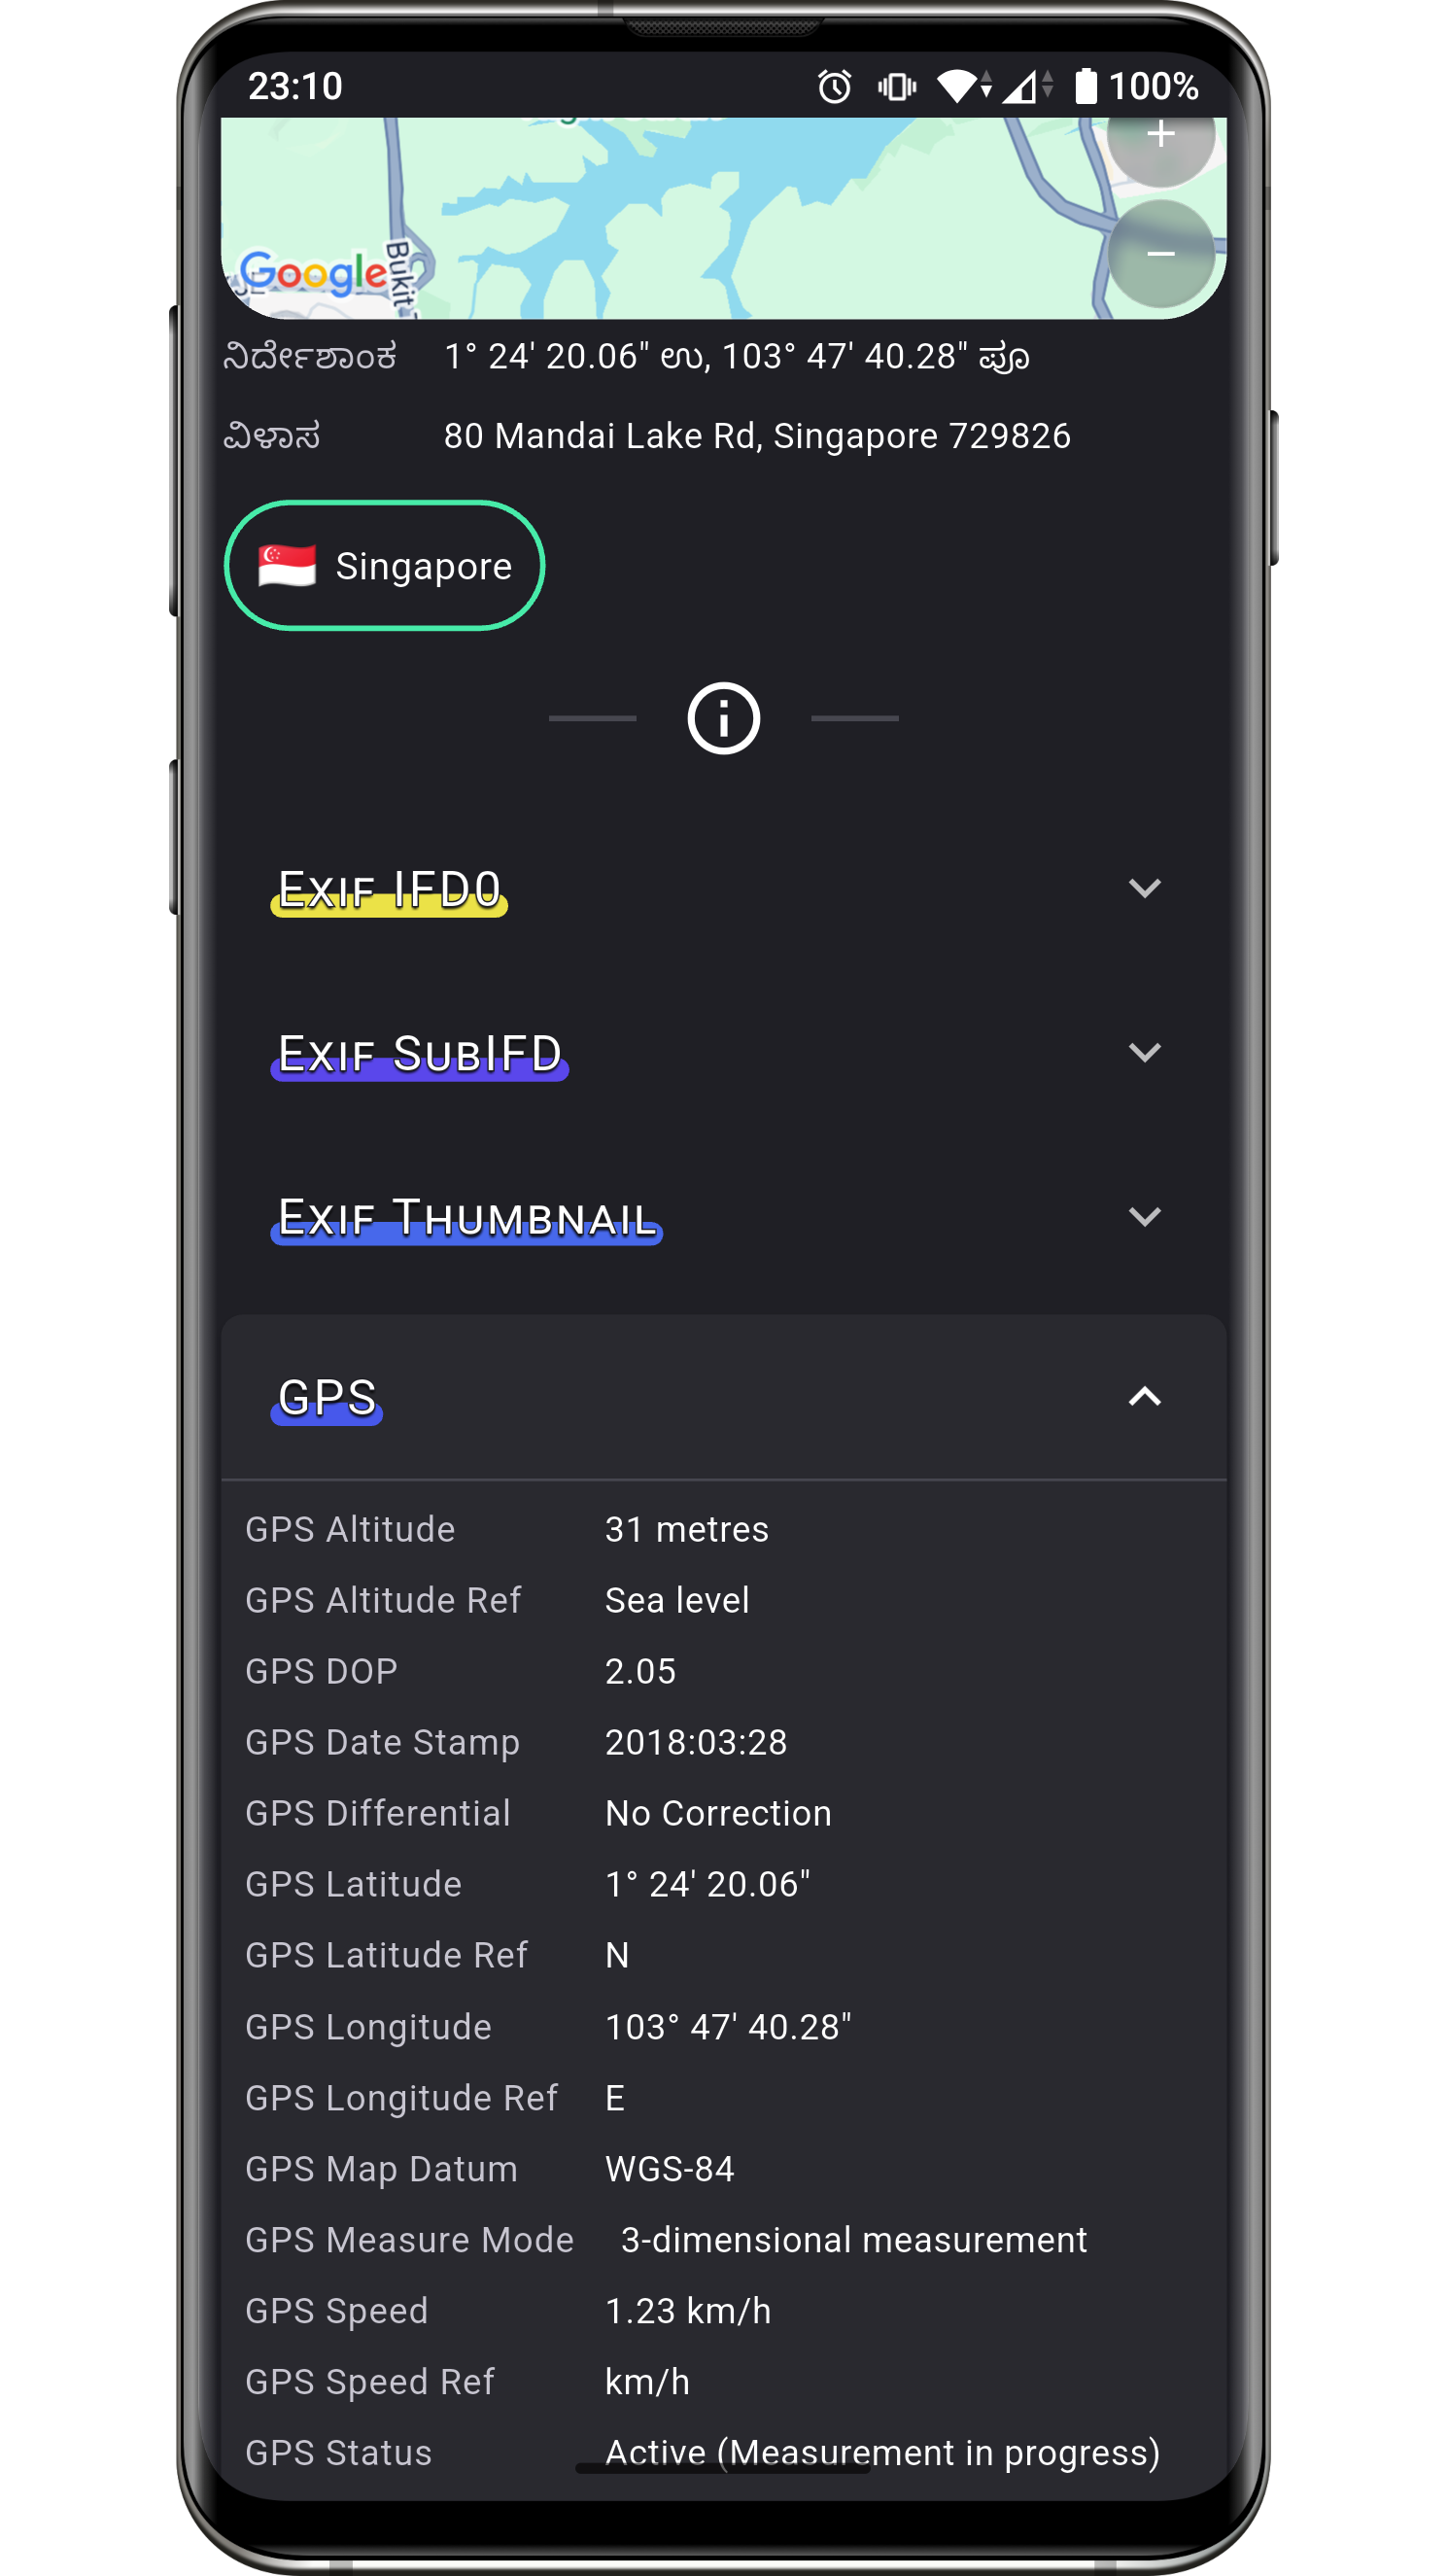 23:10 100%
+
Google
Bukit
−
ನಿರ್ದೇಶಾಂಕ 1° 24' 20.06" ಉ, 103° 47' 40.28" ಪೂ
ವಿಳಾಸ 80 Mandai Lake Rd, Singapore 729826
Singapore
Exif IFD0
Exif SubIFD
Exif Thumbnail
GPS
GPS Altitude 31 metres
GPS Altitude Ref Sea level
GPS DOP 2.05
GPS Date Stamp 2018:03:28
GPS Differential No Correction
GPS Latitude 1° 24' 20.06"
GPS Latitude Ref N
GPS Longitude 103° 47' 40.28"
GPS Longitude Ref E
GPS Map Datum WGS-84
GPS Measure Mode 3-dimensional measurement
GPS Speed 1.23 km/h
GPS Speed Ref km/h
GPS Status Active (Measurement in progress)